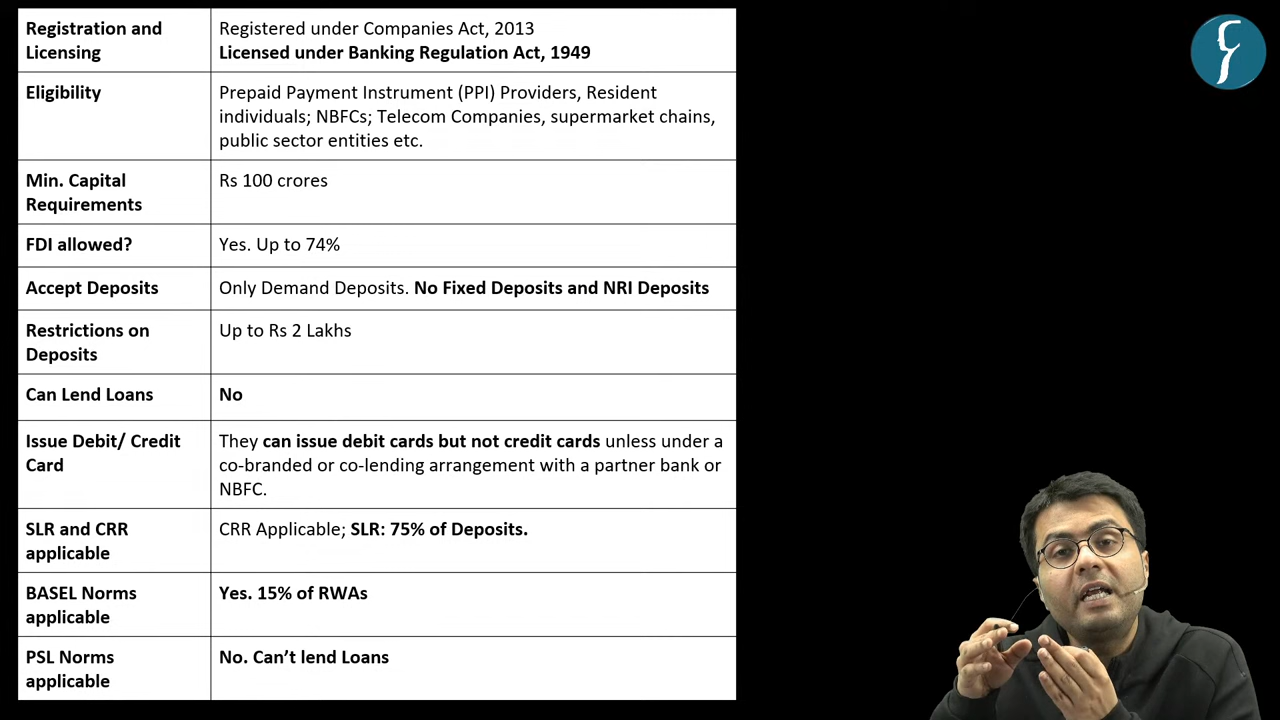 Registration and
Licensing
Registered under Companies Act, 2013
Licensed under Banking Regulation Act, 1949
Eligibility
Prepaid Payment Instrument (PPI) Providers, Resident
individuals; NBFCs; Telecom Companies, supermarket chains,
public sector entities etc.
Min. Capital
Requirements
Rs 100 crores
FDI allowed?
Yes. Up to 74%
Accept Deposits
Only Demand Deposits. No Fixed Deposits and NRI Deposits
Restrictions on
Deposits
Up to Rs 2 Lakhs
Can Lend Loans
No
Issue Debit/ Credit
Card
They can issue debit cards but not credit cards unless under a
co-branded or co-lending arrangement with a partner bank or
NBFC.
SLR and CRR
applicable
CRR Applicable; SLR: 75% of Deposits.
BASEL Norms
applicable
Yes. 15% of RWAs
PSL Norms
applicable
No. Can’t lend Loans